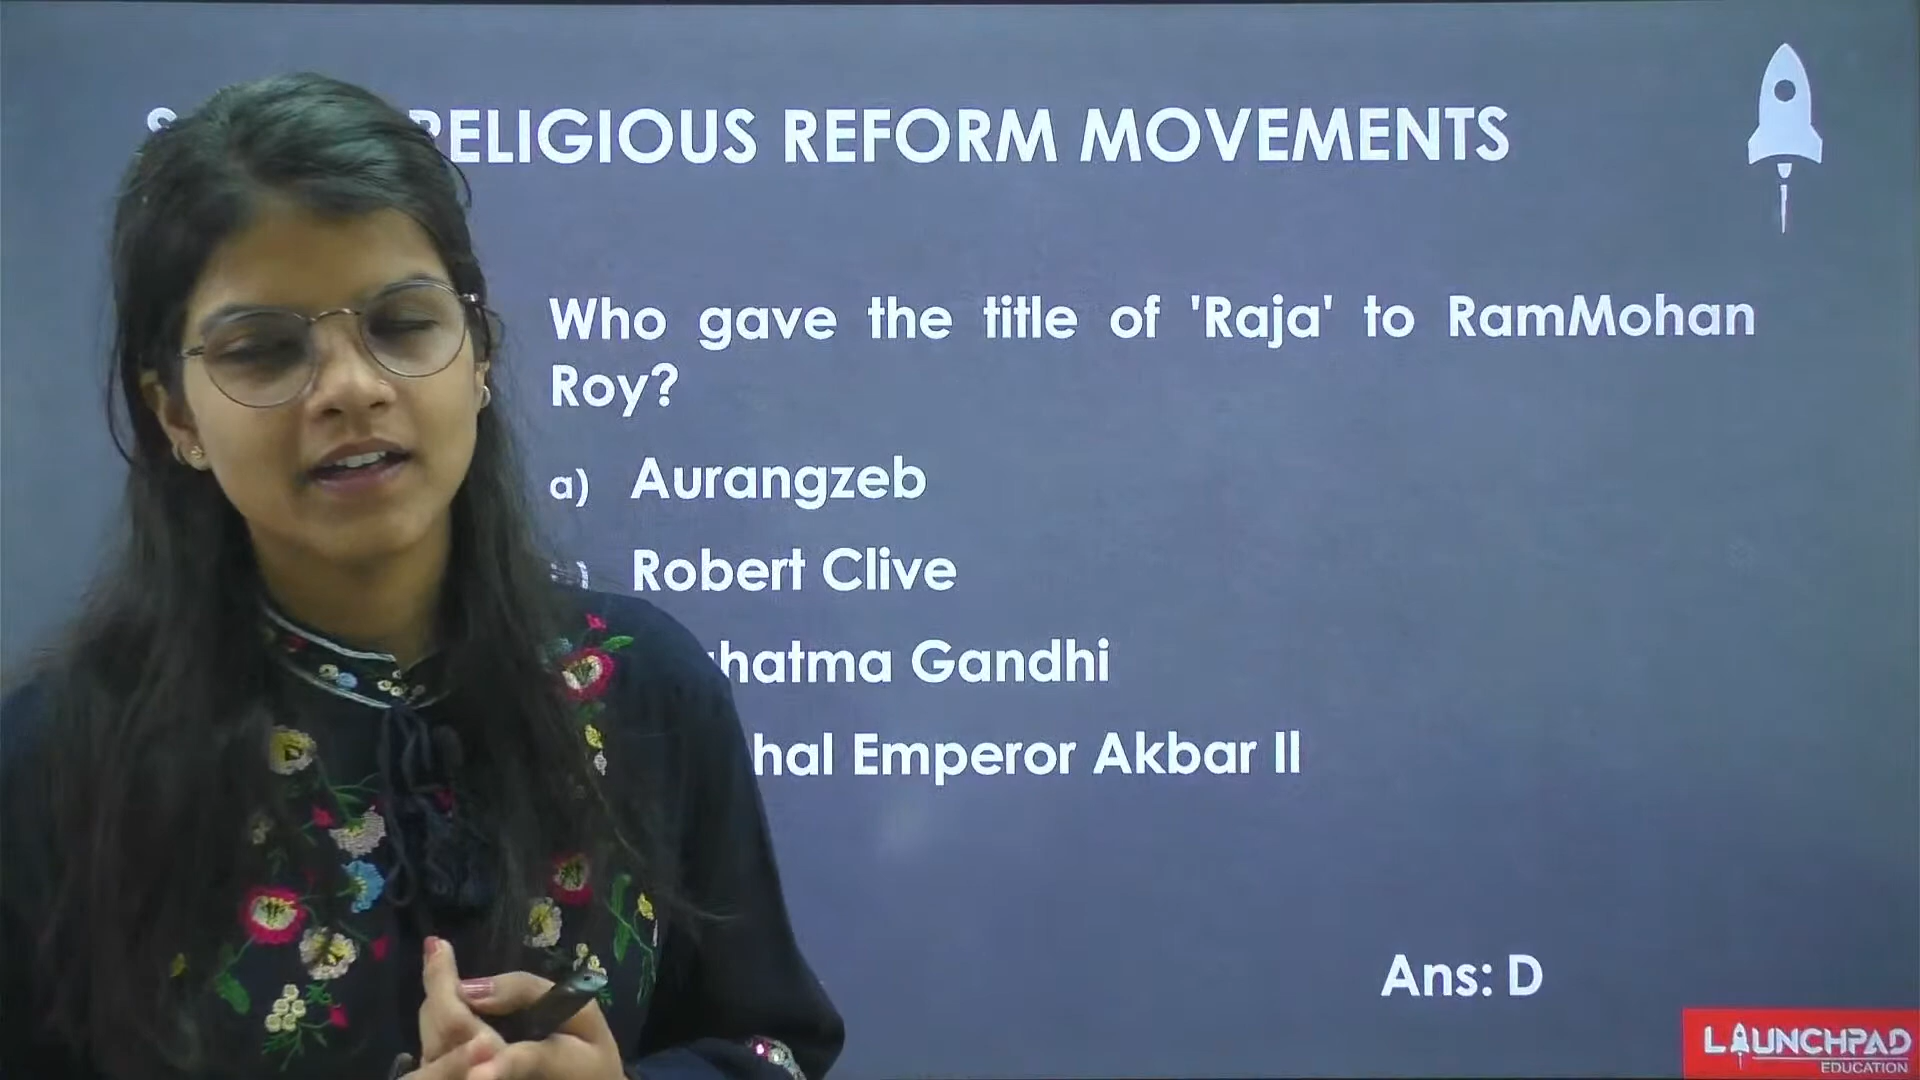 RELIGIOUS REFORM MOVEMENTS
Who gave the title of 'Raja' to RamMohan
Roy?
a) Aurangzeb
Robert Clive
hatma Gandhi
hal Emperor Akbar II
Ans: D
LAUNCHPAD
EDUCATION